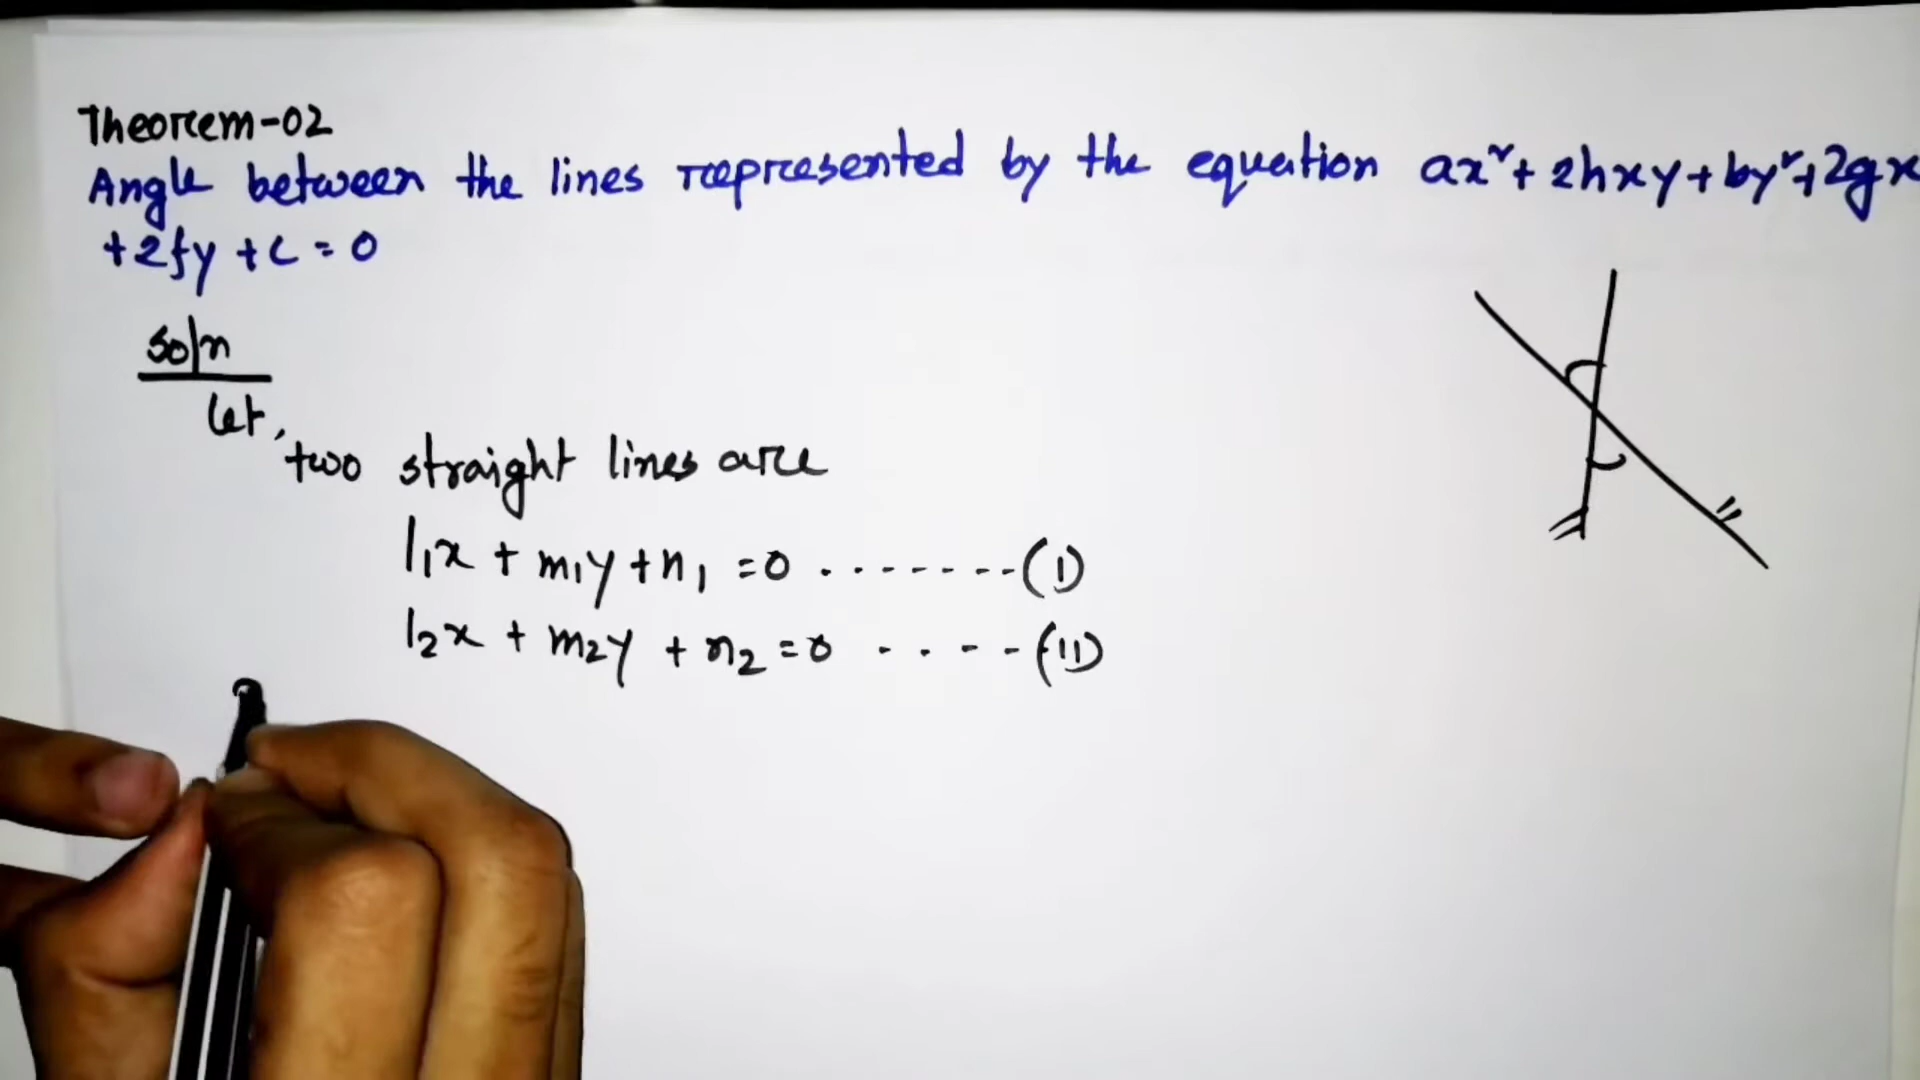 Theorem-02
Angle between the lines represented by the equation ax²+2hxy+by²+2gx
+2fy+c=0
soln
let,
two straight lines are
l₁x + m₁y + n₁ = 0 .......(I)
l₂x + m₂y + n₂ = 0 .....(II)